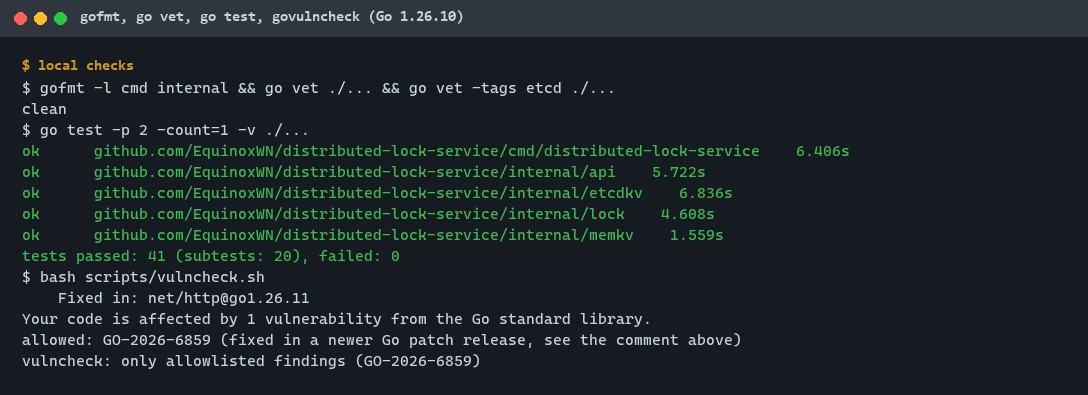 gofmt, go vet, go test, govulncheck (Go 1.26.10)
$ local checks
$ gofmt -l cmd internal && go vet ./... && go vet -tags etcd ./...
clean
$ go test -p 2 -count=1 -v ./...
ok      github.com/EquinoxWN/distributed-lock-service/cmd/distributed-lock-service    6.406s
ok      github.com/EquinoxWN/distributed-lock-service/internal/api    5.722s
ok      github.com/EquinoxWN/distributed-lock-service/internal/etcdkv    6.836s
ok      github.com/EquinoxWN/distributed-lock-service/internal/lock    4.608s
ok      github.com/EquinoxWN/distributed-lock-service/internal/memkv    1.559s
tests passed: 41 (subtests: 20), failed: 0
$ bash scripts/vulncheck.sh
    Fixed in: net/http@go1.26.11
Your code is affected by 1 vulnerability from the Go standard library.
allowed: GO-2026-6859 (fixed in a newer Go patch release, see the comment above)
vulncheck: only allowlisted findings (GO-2026-6859)